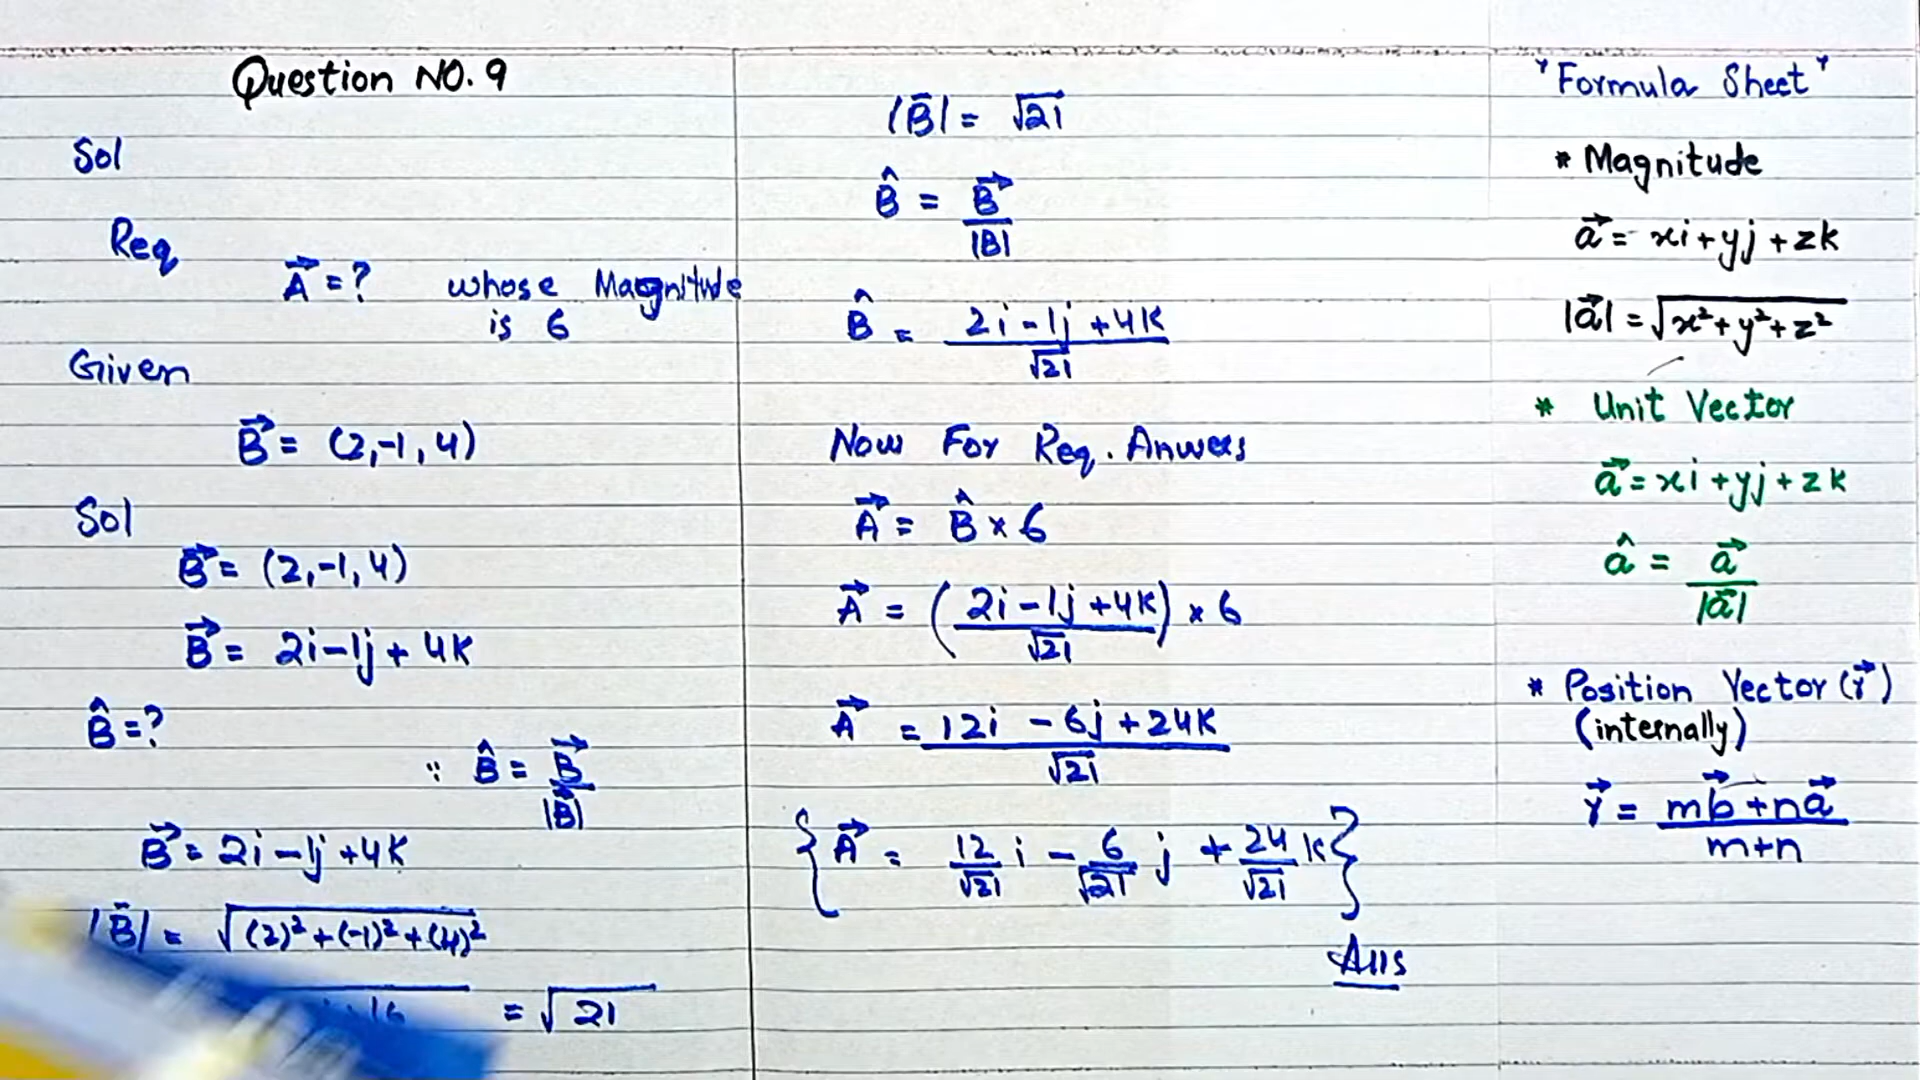 Question NO. 9
Sol
Req
A⃗ = ? whose Magnitude
is 6
Given
B⃗ = (2,-1,4)
Sol
B⃗ = (2,-1,4)
B⃗ = 2i-1j+4k
B̂ = ?
∵ B̂ = B⃗/|B⃗|
B⃗ = 2i-1j+4k
|B̄| = √((2)²+(-1)²+(4)²)
= √21
|B̄| = √21
B̂ = B⃗/|B|
B̂ = (2i-1j+4k)/√21
Now For Req. Anwers
A⃗ = B̂ × 6
A⃗ = ((2i-1j+4k)/√21) × 6
A⃗ = (12i - 6j + 24k)/√21
{A⃗ = 12/√21 i - 6/√21 j + 24/√21 k}
Ans
"Formula Sheet"
* Magnitude
a⃗ = xi+yj+zk
|a⃗| = √(x²+y²+z²)
* Unit Vector
a⃗ = xi+yj+zk
â = a⃗/|a⃗|
* Position Vector (r⃗)
(internally)
r⃗ = (mb⃗+na⃗)/(m+n)